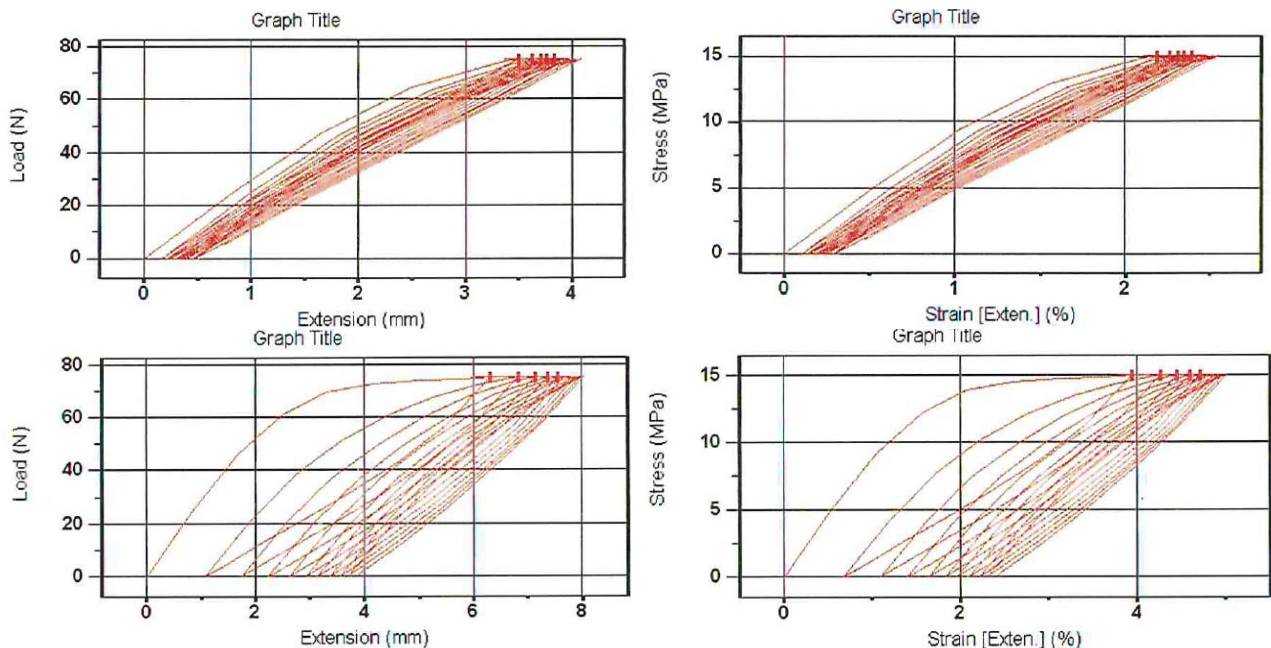 Graph Title
80
60
40
20
0
Load (N)
0 1 2 3 4
Extension (mm)
Graph Title
15
10
5
0
Stress (MPa)
0 1 2
Strain [Exten.] (%)
Graph Title
80
60
40
20
0
Load (N)
0 2 4 6 8
Extension (mm)
Graph Title
15
10
5
0
Stress (MPa)
0 2 4
Strain [Exten.] (%)